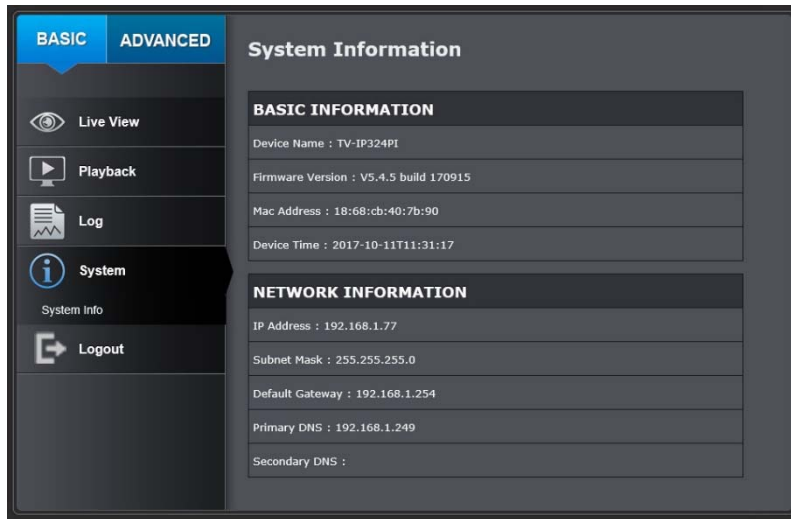 BASIC
ADVANCED
Live View
Playback
Log
System
System Info
Logout
System Information
BASIC INFORMATION
Device Name : TV-IP324PI
Firmware Version : V5.4.5 build 170915
Mac Address : 18:68:cb:40:7b:90
Device Time : 2017-10-11T11:31:17
NETWORK INFORMATION
IP Address : 192.168.1.77
Subnet Mask : 255.255.255.0
Default Gateway : 192.168.1.254
Primary DNS : 192.168.1.249
Secondary DNS :